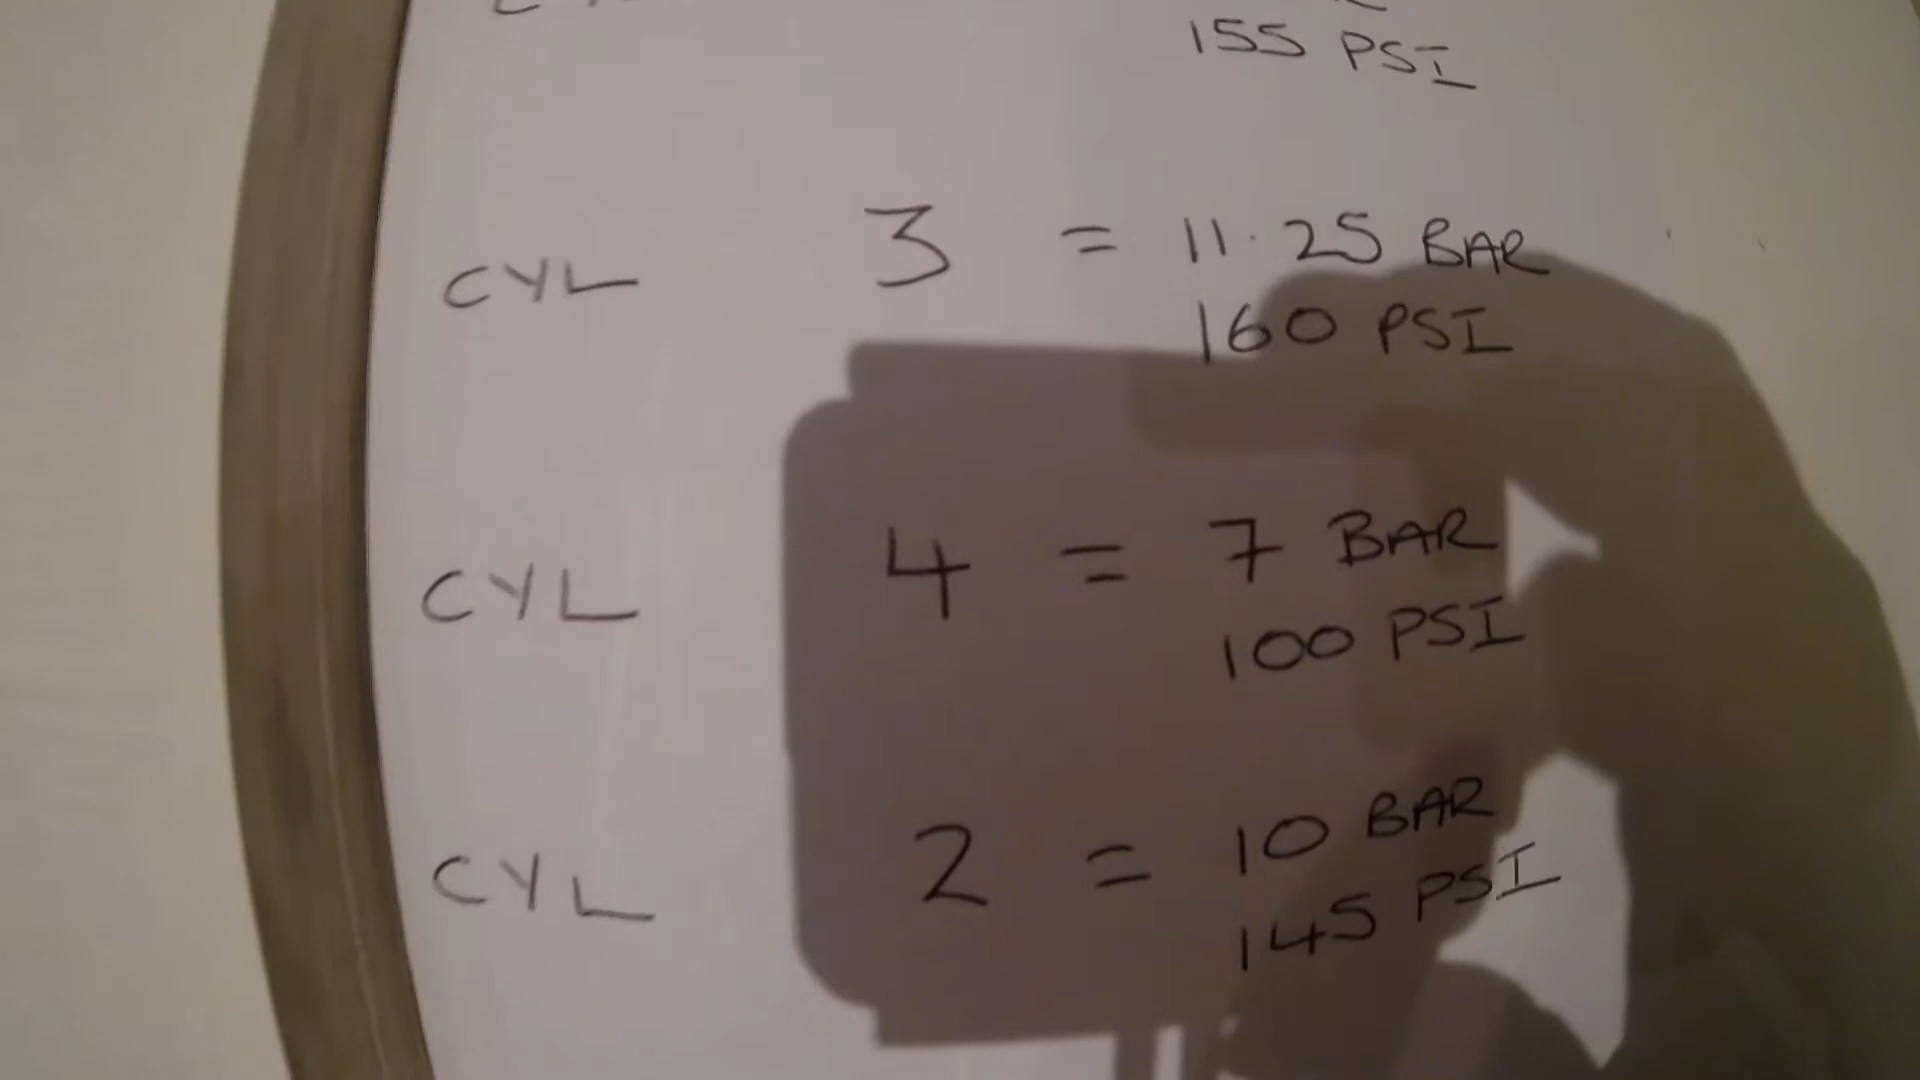 155 PSI
CYL 3 = 11.25 BAR
160 PSI
CYL 4 = 7 BAR
100 PSI
CYL 2 = 10 BAR
145 PSI